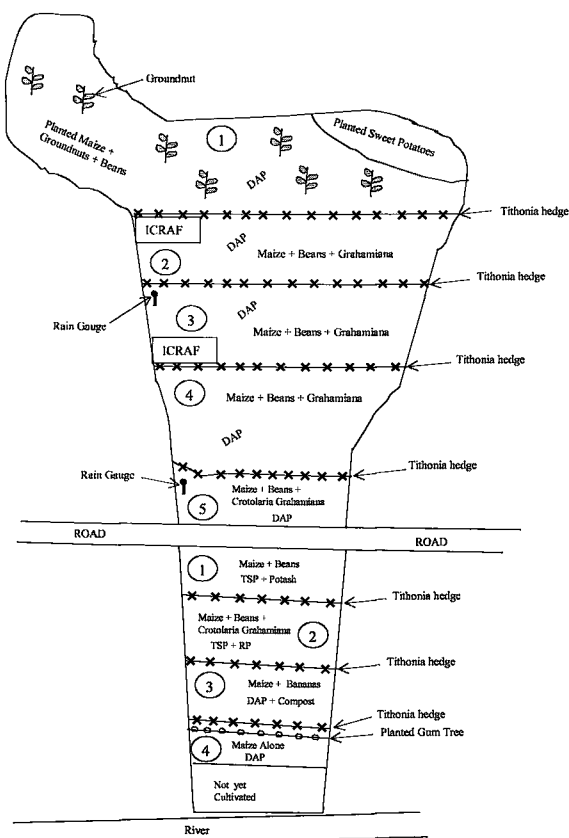 Groundnut
Planted Maize +
Groundnuts + Beans
1
Planted Sweet Potatoes
DAP
Tithonia hedge
ICRAF
DAP
2
Maize + Beans + Grahamiana
Tithonia hedge
Rain Gauge
3
DAP
Maize + Beans + Grahamiana
ICRAF
Tithonia hedge
4
Maize + Beans + Grahamiana
DAP
Tithonia hedge
Rain Gauge
Maize + Beans +
Crotolaria Grahamiana
5
DAP
ROAD
ROAD
1
Maize + Beans
TSP + Potash
Tithonia hedge
Maize + Beans +
Crotolaria Grahamiana
2
TSP + RP
Tithonia hedge
3
Maize + Bananas
DAP + Compost
Tithonia hedge
Planted Gum Tree
4
Maize Alone
DAP
Not yet
Cultivated
River